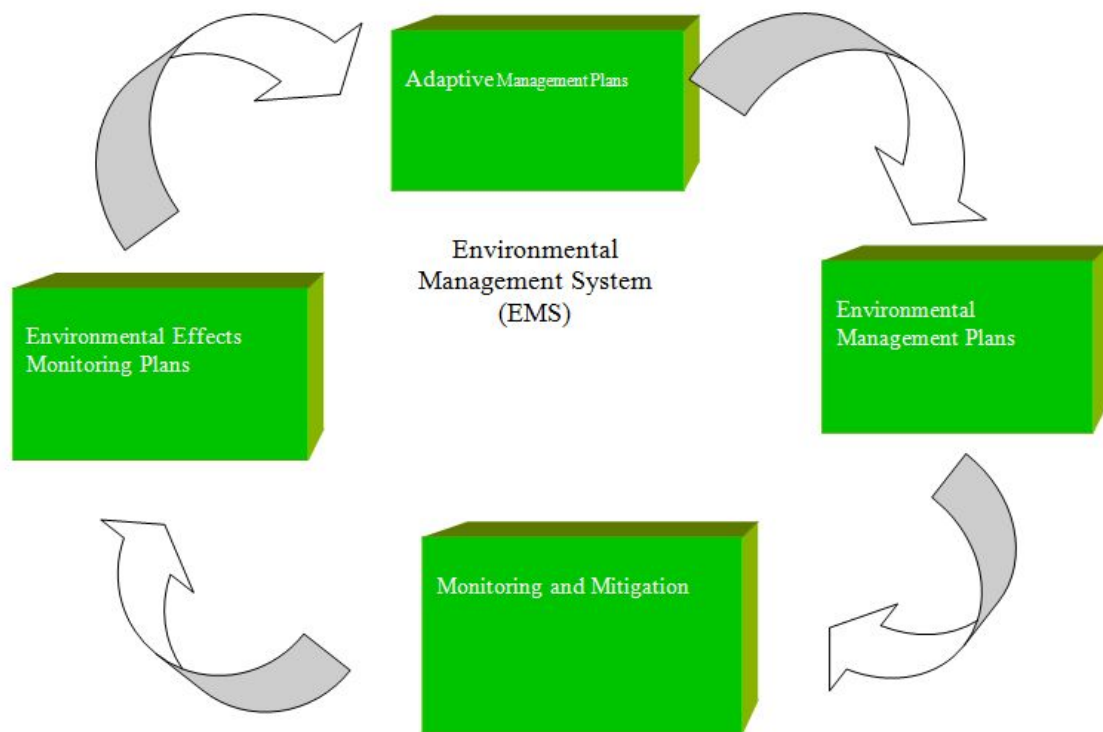 Adaptive Management Plans
Environmental
Management System
(EMS)
Environmental Effects
Monitoring Plans
Environmental
Management Plans
Monitoring and Mitigation